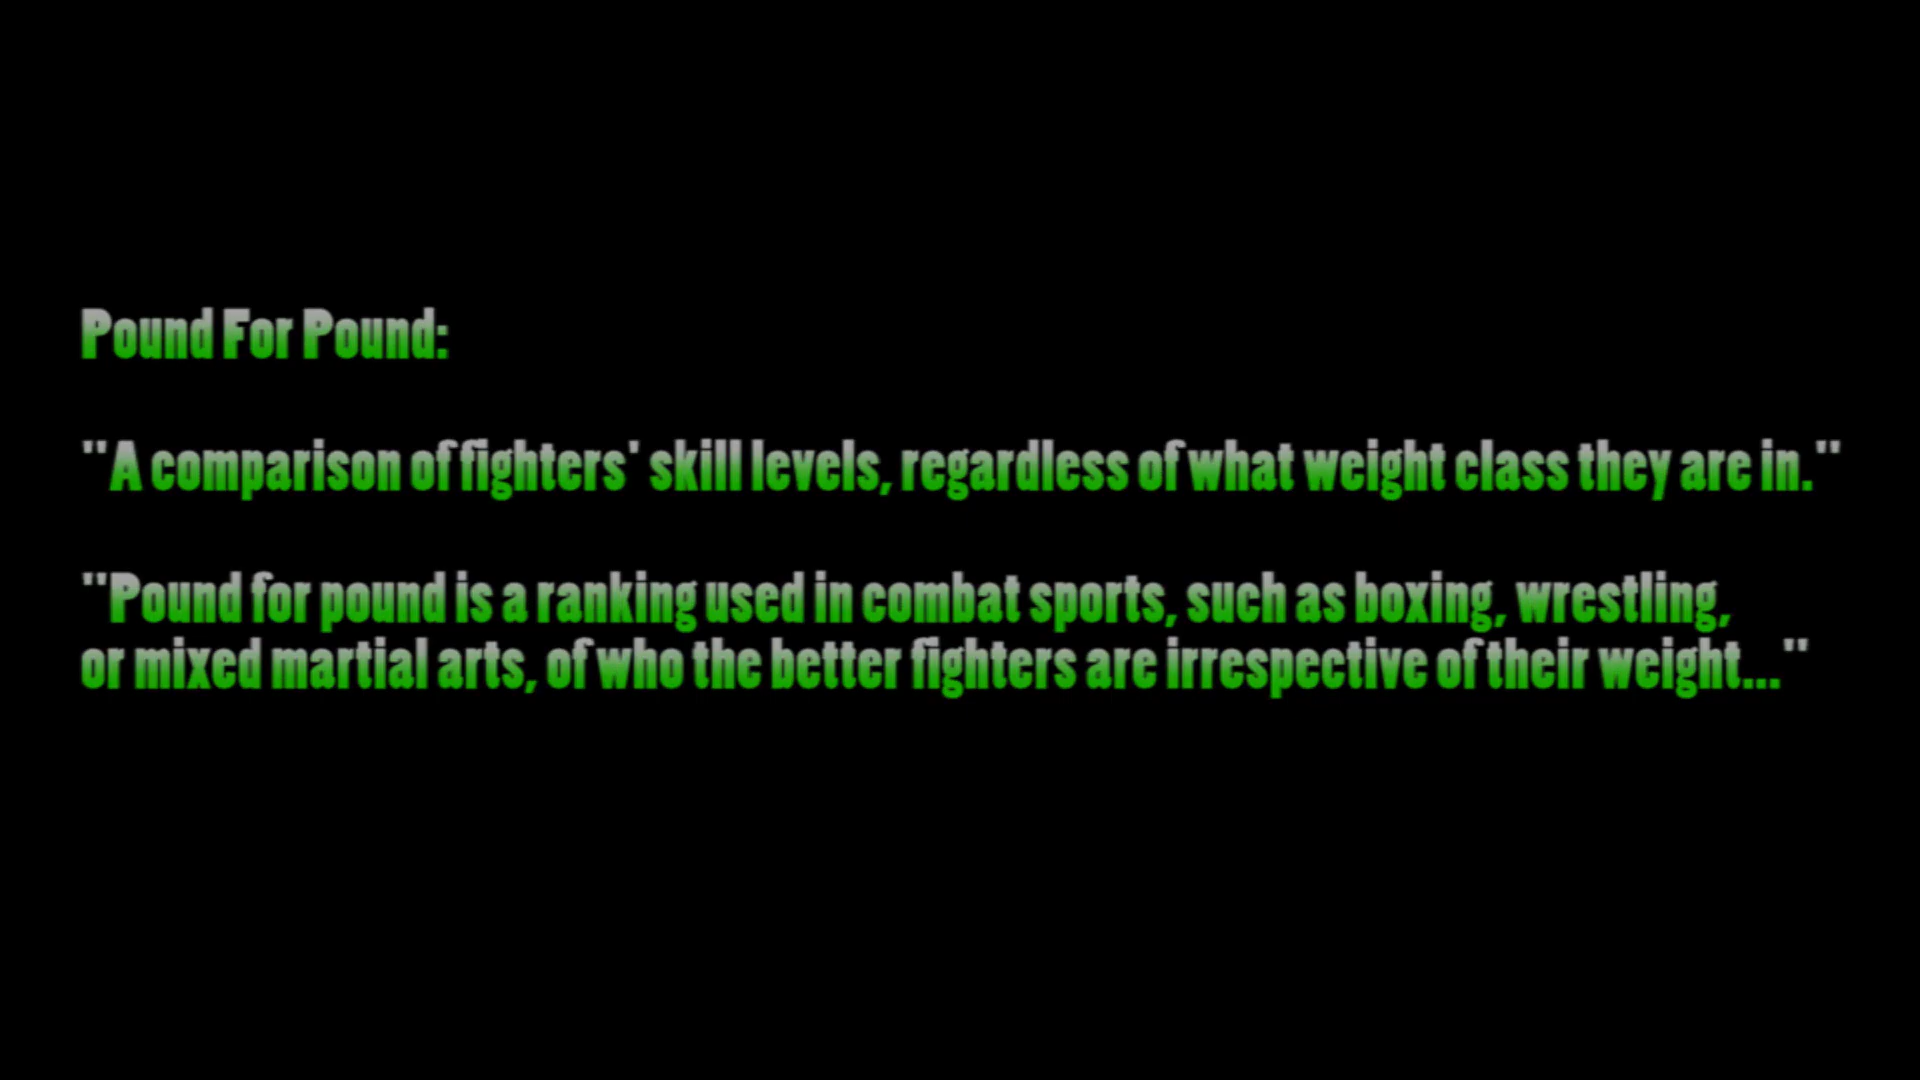 Pound For Pound:
"A comparison of fighters' skill levels, regardless of what weight class they are in."
"Pound for pound is a ranking used in combat sports, such as boxing, wrestling,
or mixed martial arts, of who the better fighters are irrespective of their weight..."